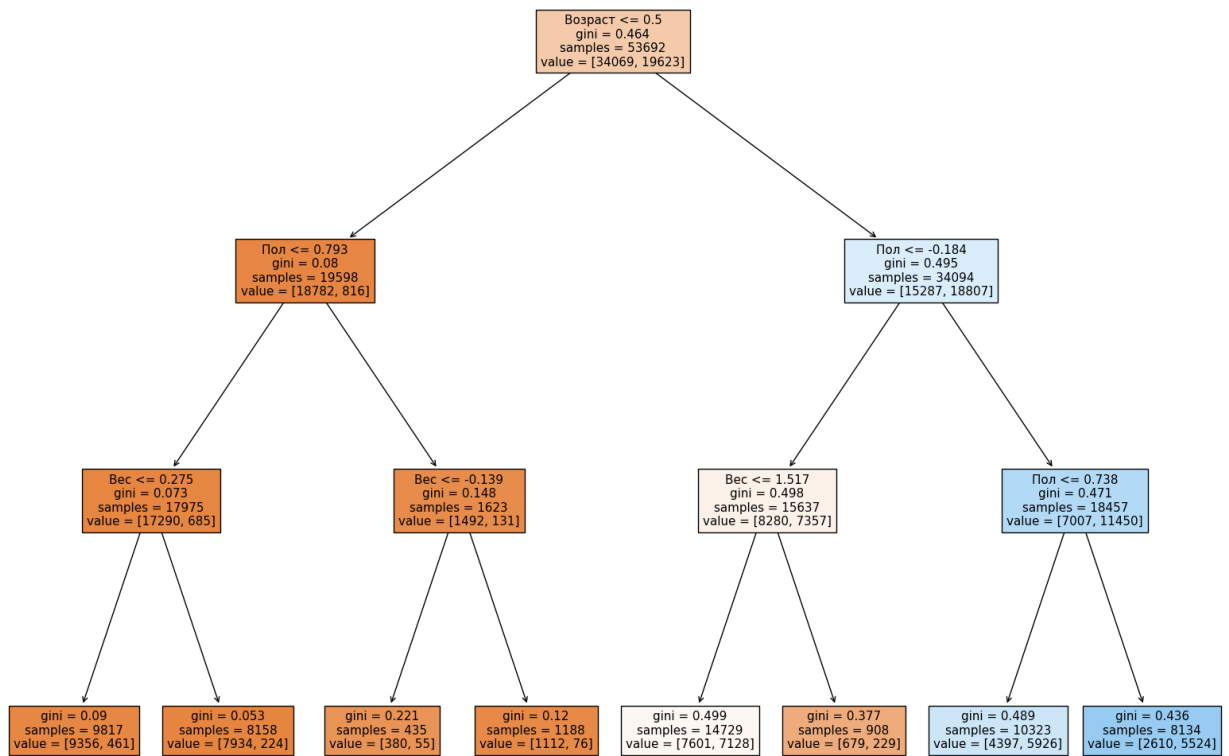 Возраст <= 0.5
gini = 0.464
samples = 53692
value = [34069, 19623]
Пол <= 0.793
gini = 0.08
samples = 19598
value = [18782, 816]
Пол <= -0.184
gini = 0.495
samples = 34094
value = [15287, 18807]
Вес <= 0.275
gini = 0.073
samples = 17975
value = [17290, 685]
Вес <= -0.139
gini = 0.148
samples = 1623
value = [1492, 131]
Вес <= 1.517
gini = 0.498
samples = 15637
value = [8280, 7357]
Пол <= 0.738
gini = 0.471
samples = 18457
value = [7007, 11450]
gini = 0.09
samples = 9817
value = [9356, 461]
gini = 0.053
samples = 8158
value = [7934, 224]
gini = 0.221
samples = 435
value = [380, 55]
gini = 0.12
samples = 1188
value = [1112, 76]
gini = 0.499
samples = 14729
value = [7601, 7128]
gini = 0.377
samples = 908
value = [679, 229]
gini = 0.489
samples = 10323
value = [4397, 5926]
gini = 0.436
samples = 8134
value = [2610, 5524]